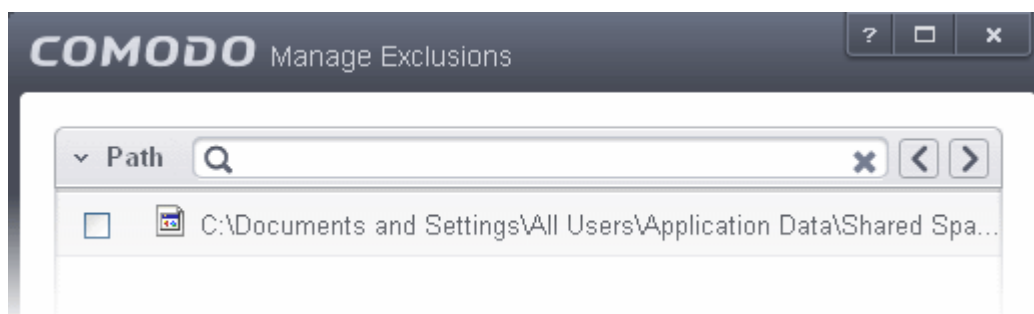 COMODO Manage Exclusions
?
Path
C:\Documents and Settings\All Users\Application Data\Shared Spa...